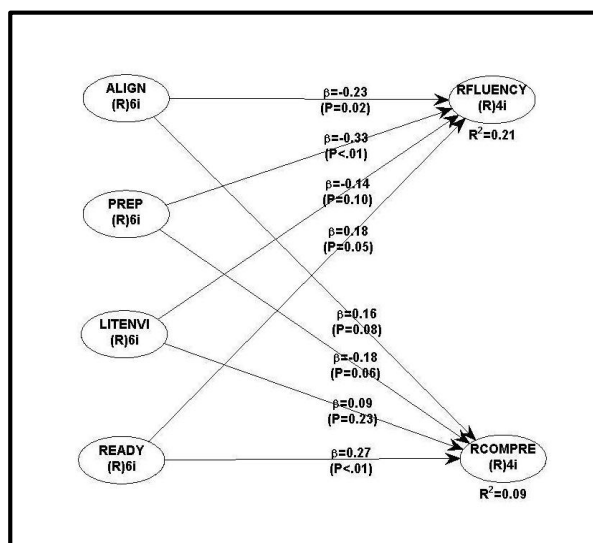 ALIGN
(R)6i
β=-0.23
(P=0.02)
RFLUENCY
(R)4i
R²=0.21
β=-0.33
(P<.01)
PREP
(R)6i
β=-0.14
(P=0.10)
β=0.18
(P=0.05)
LITENVI
(R)6i
β=0.16
(P=0.08)
β=-0.18
(P=0.06)
β=0.09
(P=0.23)
READY
(R)6i
β=0.27
(P<.01)
RCOMPRE
(R)4i
R²=0.09